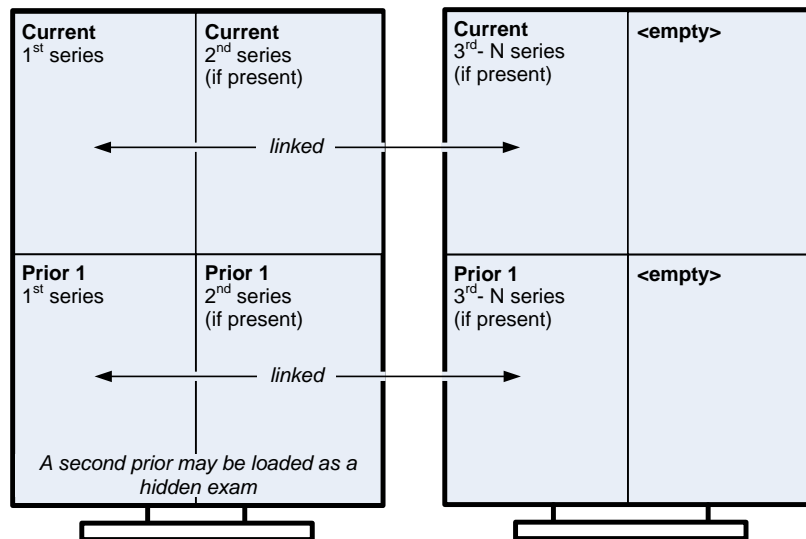 Current
1st series
Current
2nd series
(if present)
Current
3rd- N series
(if present)
<empty>
linked
Prior 1
1st series
Prior 1
2nd series
(if present)
Prior 1
3rd- N series
(if present)
<empty>
linked
A second prior may be loaded as a
hidden exam